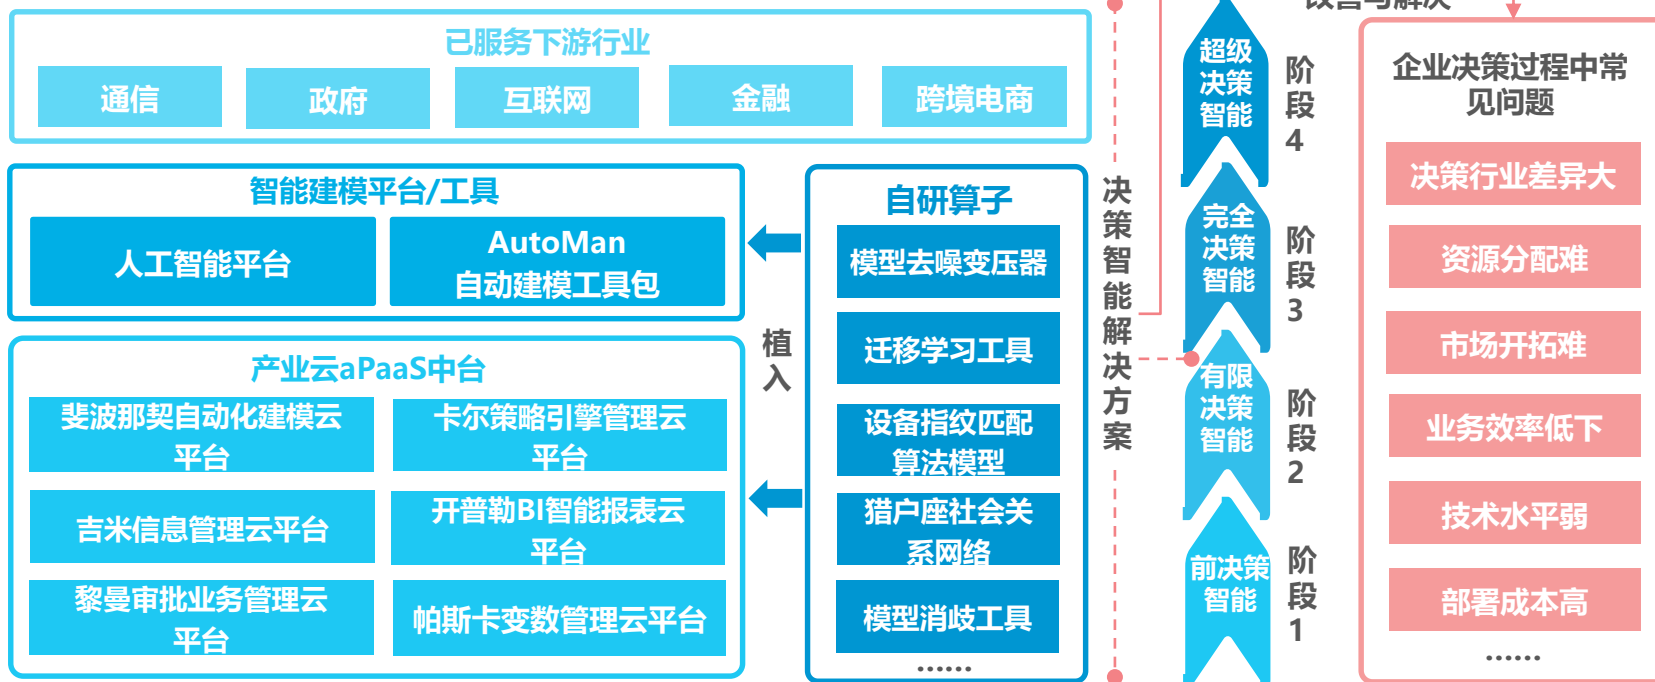 已服务下游行业
通信
政府
互联网
金融
跨境电商
智能建模平台/工具
人工智能平台
AutoMan
自动建模工具包
产业云aPaaS中台
斐波那契自动化建模云
平台
卡尔策略引擎管理云
平台
吉米信息管理云平台
开普勒BI智能报表云
平台
黎曼审批业务管理云
平台
帕斯卡变数管理云平台
植入
自研算子
模型去噪变压器
迁移学习工具
设备指纹匹配
算法模型
猎户座社会关
系网络
模型消歧工具
......
决策智能解决方案
超级
决策
智能
阶段4
完全
决策
智能
阶段3
有限
决策
智能
阶段2
前决策
智能
阶段1
改善与解决
企业决策过程中常
见问题
决策行业差异大
资源分配难
市场开拓难
业务效率低下
技术水平弱
部署成本高
......